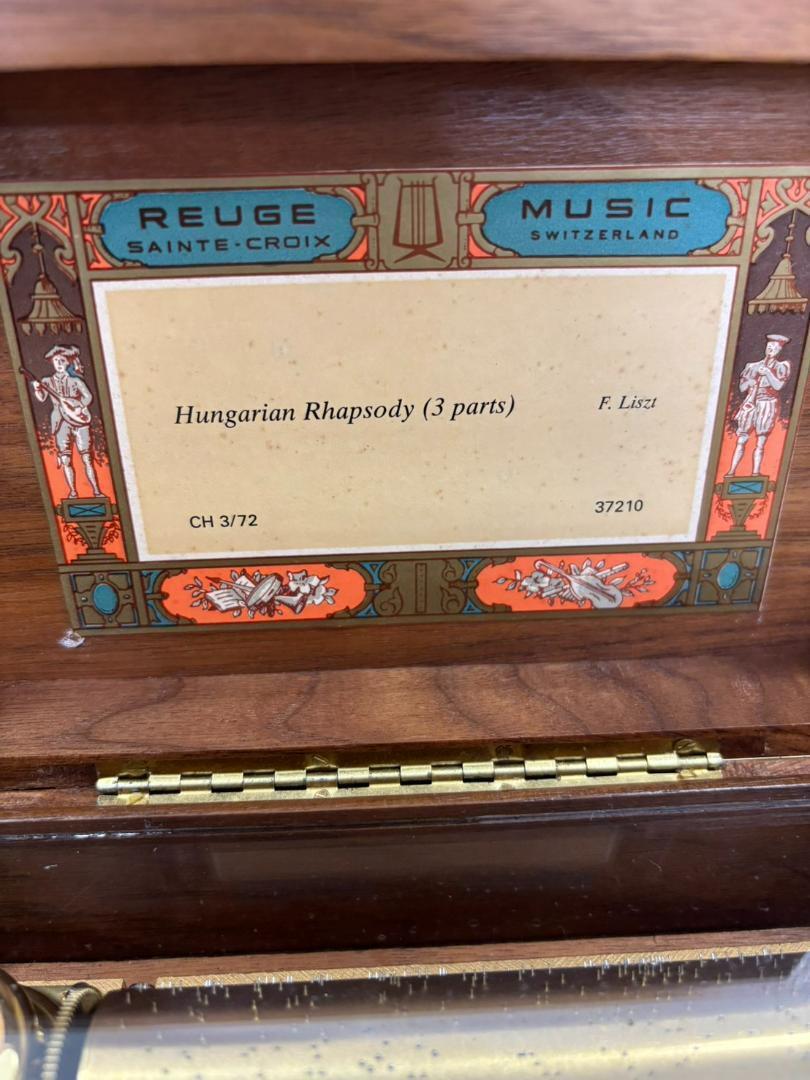 REUGE MUSIC
SAINTE-CROIX SWITZERLAND
Hungarian Rhapsody (3 parts) F. Liszt
CH 3/72 37210